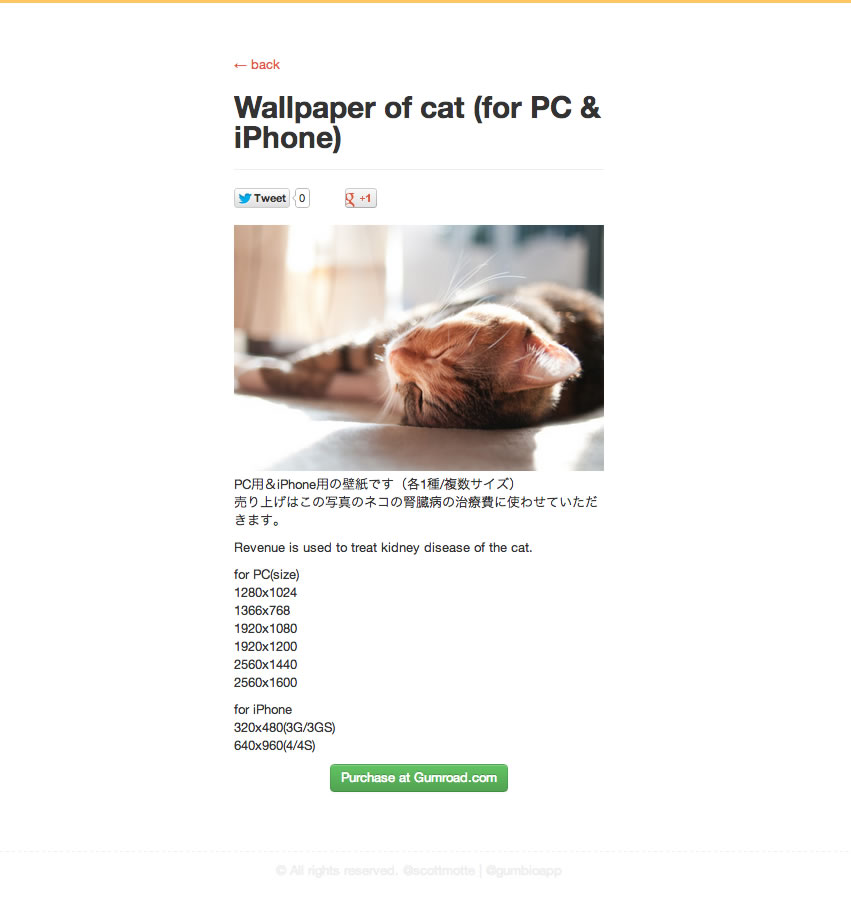 ← back
Wallpaper of cat (for PC &
iPhone)
Tweet 0 g +1
PC用＆iPhone用の壁紙です（各1種/複数サイズ）
売り上げはこの写真のネコの腎臓病の治療費に使わせていただ
きます。
Revenue is used to treat kidney disease of the cat.
for PC(size)
1280x1024
1366x768
1920x1080
1920x1200
2560x1440
2560x1600
for iPhone
320x480(3G/3GS)
640x960(4/4S)
Purchase at Gumroad.com
© All rights reserved. @scottmotte | @gumbioapp